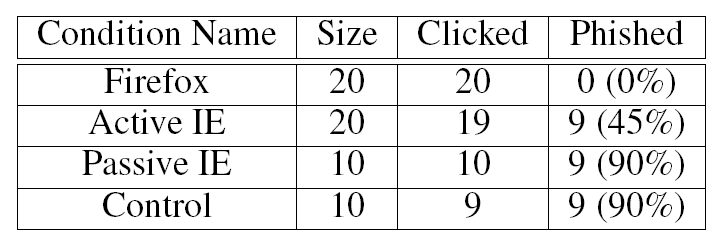 Condition Name Size Clicked Phished
Firefox 20 20 0 (0%)
Active IE 20 19 9 (45%)
Passive IE 10 10 9 (90%)
Control 10 9 9 (90%)